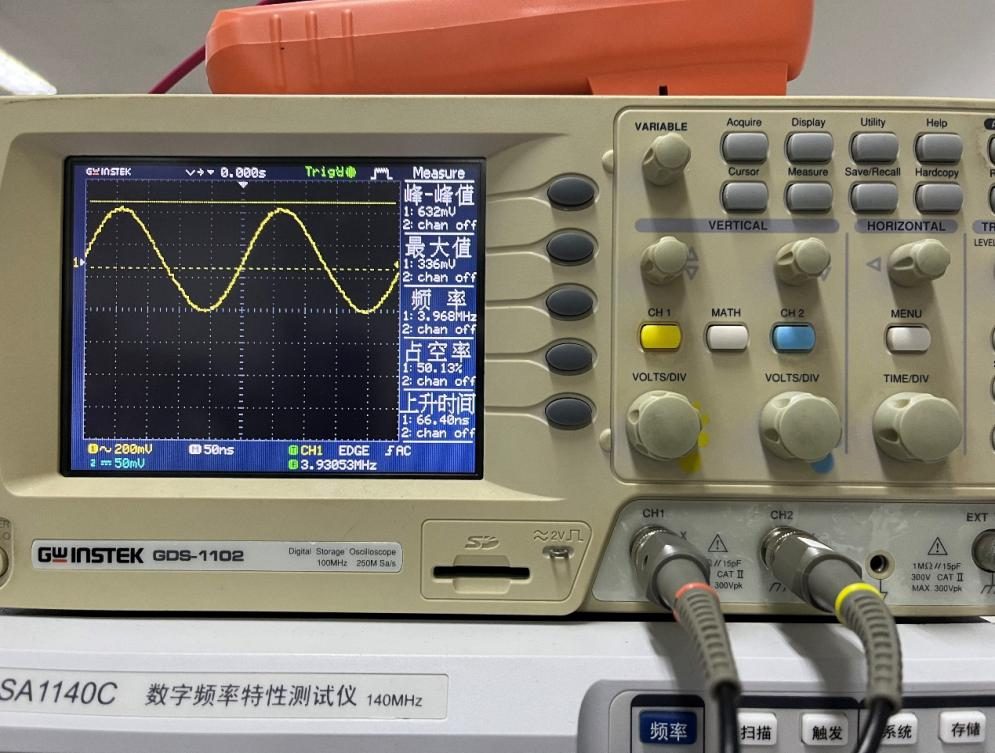 GWINSTEK
0.000s
Trig'd
Measure
峰-峰值
1: 632mV
2: chan off
最大值
1: 336mV
2: chan off
频 率
1: 3.968MHz
2: chan off
占空率
1: 50.13%
2: chan off
上升时间
1: 66.40ns
2: chan off
1
1 200mV
M 50ns
CH1 EDGE AC
2 50mV
3.93053MHz
VARIABLE
Acquire
Display
Utility
Help
Cursor
Measure
Save/Recall
Hardcopy
VERTICAL
HORIZONTAL
LEVEL
CH 1
MATH
CH 2
MENU
VOLTS/DIV
VOLTS/DIV
TIME/DIV
GWINSTEK GDS-1102
Digital Storage Oscilloscope
100MHz 250M Sa/s
SD
≈2V
CH1
X
CH2
EXT
Ω//15pF
CAT II
300Vpk
1MΩ//15pF
300V CAT II
MAX. 300Vpk
SA1140C 数字频率特性测试仪 140MHz
频率
扫描
触发
系统
存储